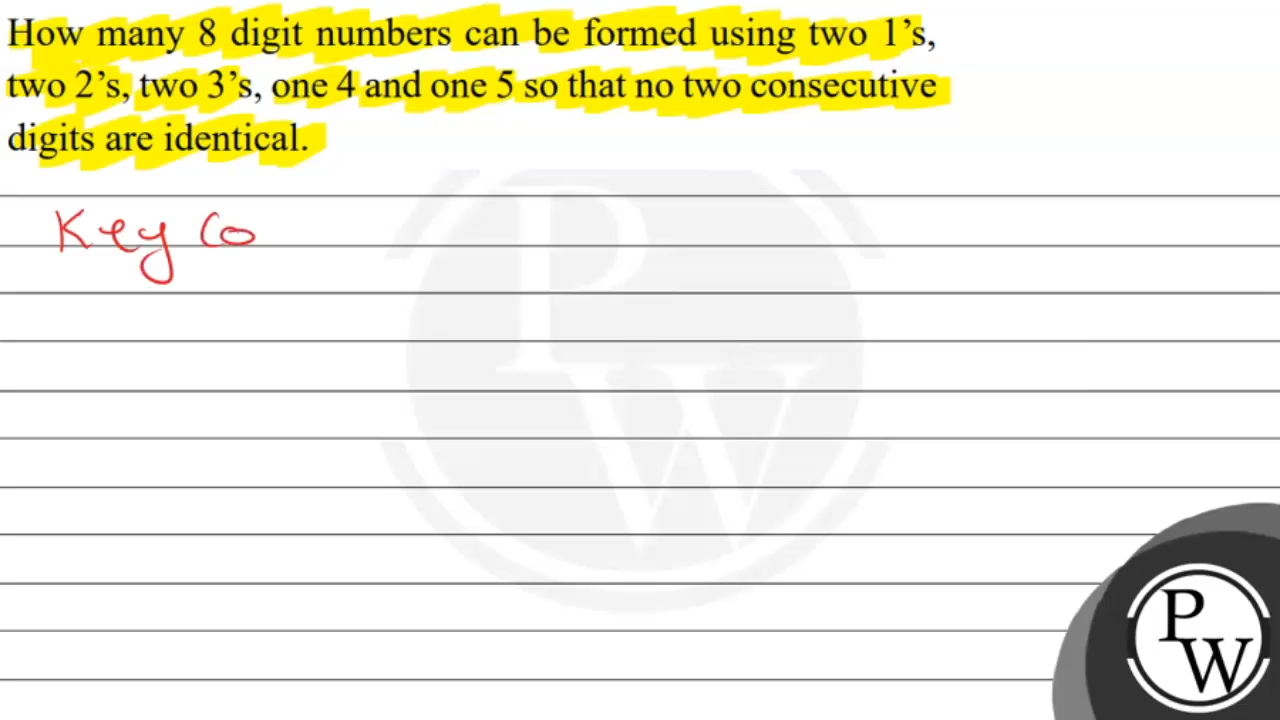 How many 8 digit numbers can be formed using two 1’s,
two 2’s, two 3’s, one 4 and one 5 so that no two consecutive
digits are identical.
Key Co
P
W
P
W